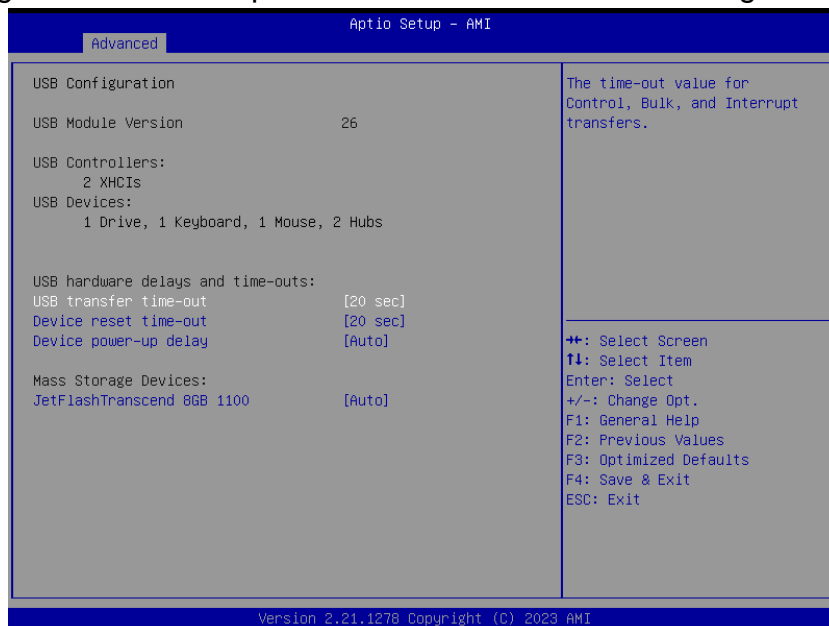 Aptio Setup – AMI
Advanced
USB Configuration
USB Module Version 26
USB Controllers:
2 XHCIs
USB Devices:
1 Drive, 1 Keyboard, 1 Mouse, 2 Hubs
USB hardware delays and time-outs:
USB transfer time-out [20 sec]
Device reset time-out [20 sec]
Device power-up delay [Auto]
Mass Storage Devices:
JetFlashTranscend 8GB 1100 [Auto]
The time-out value for
Control, Bulk, and Interrupt
transfers.
→←: Select Screen
↑↓: Select Item
Enter: Select
+/-: Change Opt.
F1: General Help
F2: Previous Values
F3: Optimized Defaults
F4: Save & Exit
ESC: Exit
Version 2.21.1278 Copyright (C) 2023 AMI